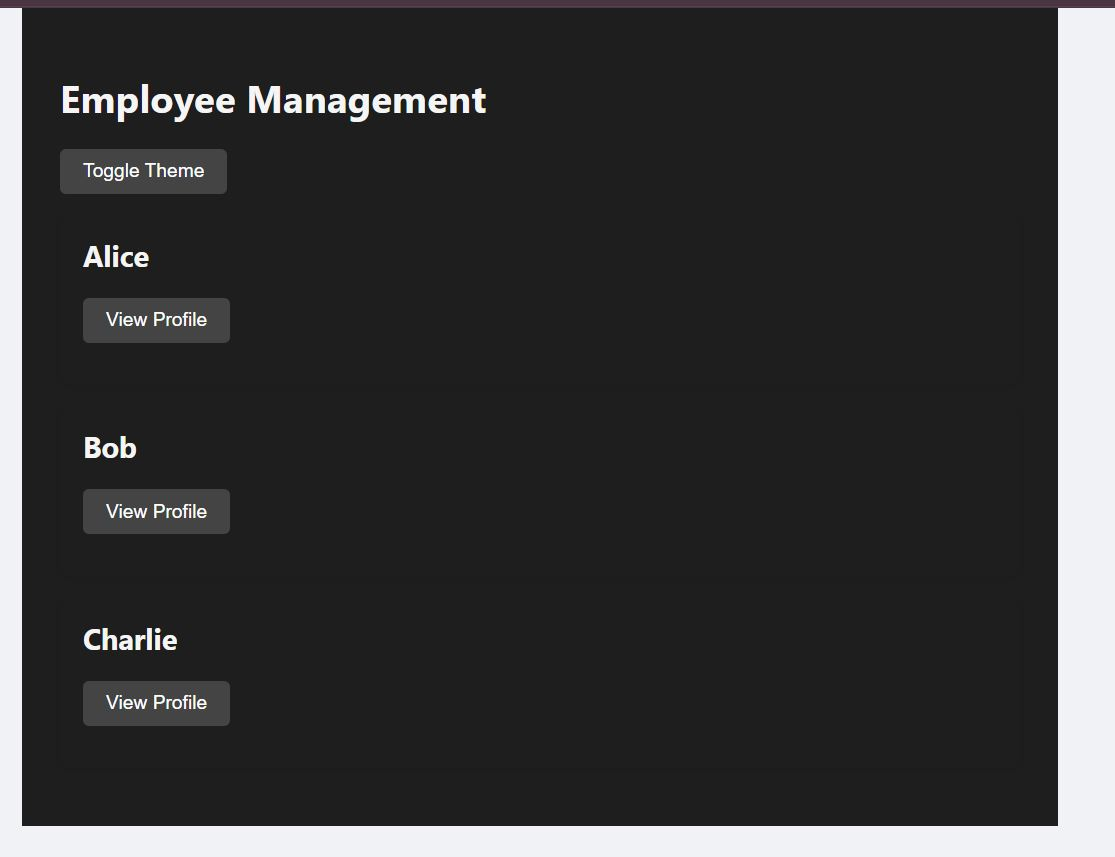 Employee Management
Toggle Theme
Alice
View Profile
Bob
View Profile
Charlie
View Profile